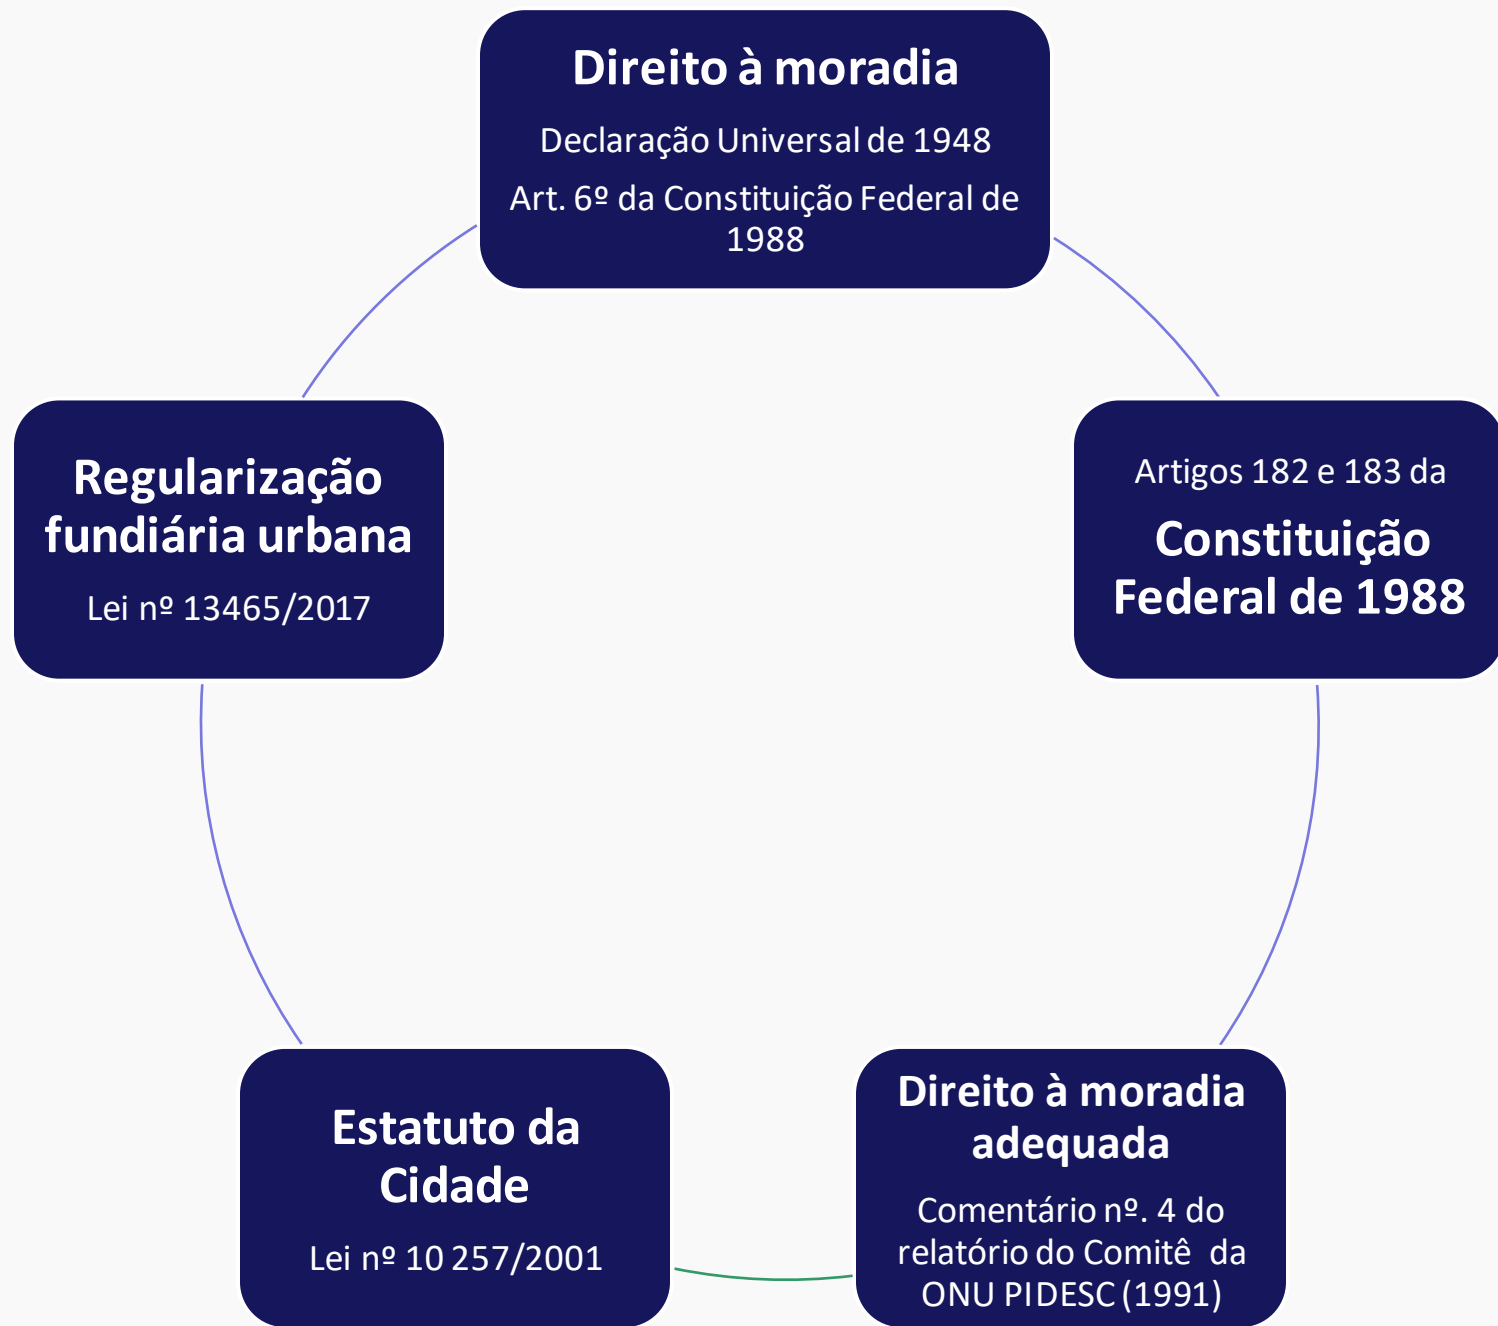 Direito à moradia
Declaração Universal de 1948
Art. 6º da Constituição Federal de
1988
Artigos 182 e 183 da
Constituição
Federal de 1988
Direito à moradia
adequada
Comentário nº. 4 do
relatório do Comitê da
ONU PIDESC (1991)
Estatuto da
Cidade
Lei nº 10 257/2001
Regularização
fundiária urbana
Lei nº 13465/2017